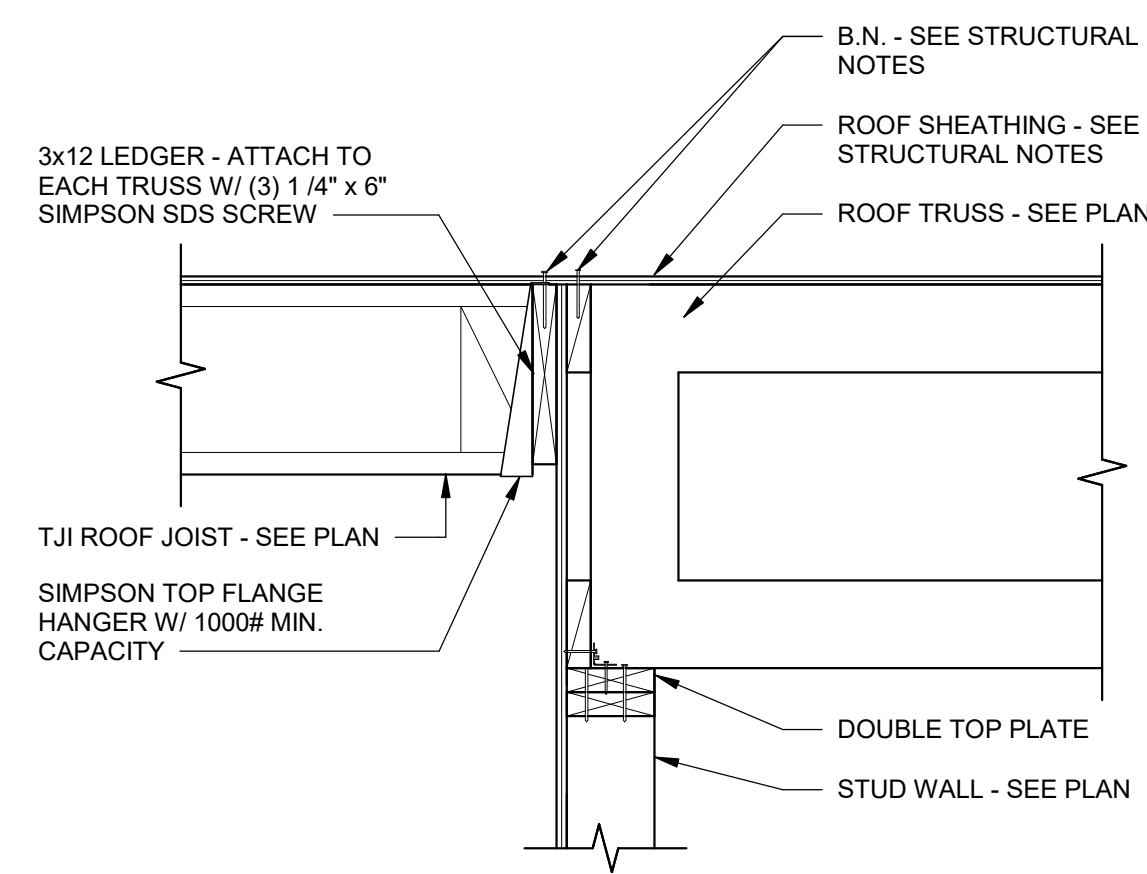 B.N. - SEE STRUCTURAL
NOTES
ROOF SHEATHING - SEE
STRUCTURAL NOTES
ROOF TRUSS - SEE PLAN
3x12 LEDGER - ATTACH TO
EACH TRUSS W/ (3) 1 /4" x 6"
SIMPSON SDS SCREW
TJI ROOF JOIST - SEE PLAN
SIMPSON TOP FLANGE
HANGER W/ 1000# MIN.
CAPACITY
DOUBLE TOP PLATE
STUD WALL - SEE PLAN